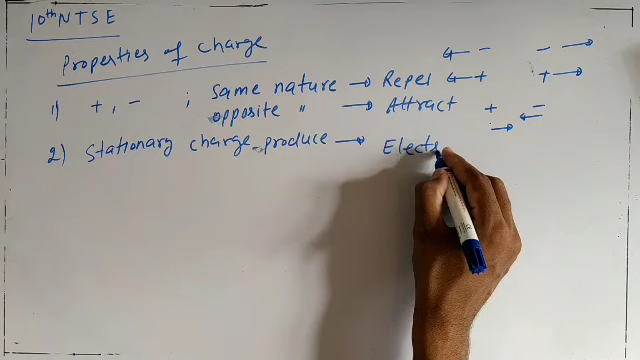 10th NTSE
Properties of charge
1) +, - ; Same nature → Repel ← - - →
← + + →
opposite " → Attract + -
→ ←
2) Stationary charge produce → Elect